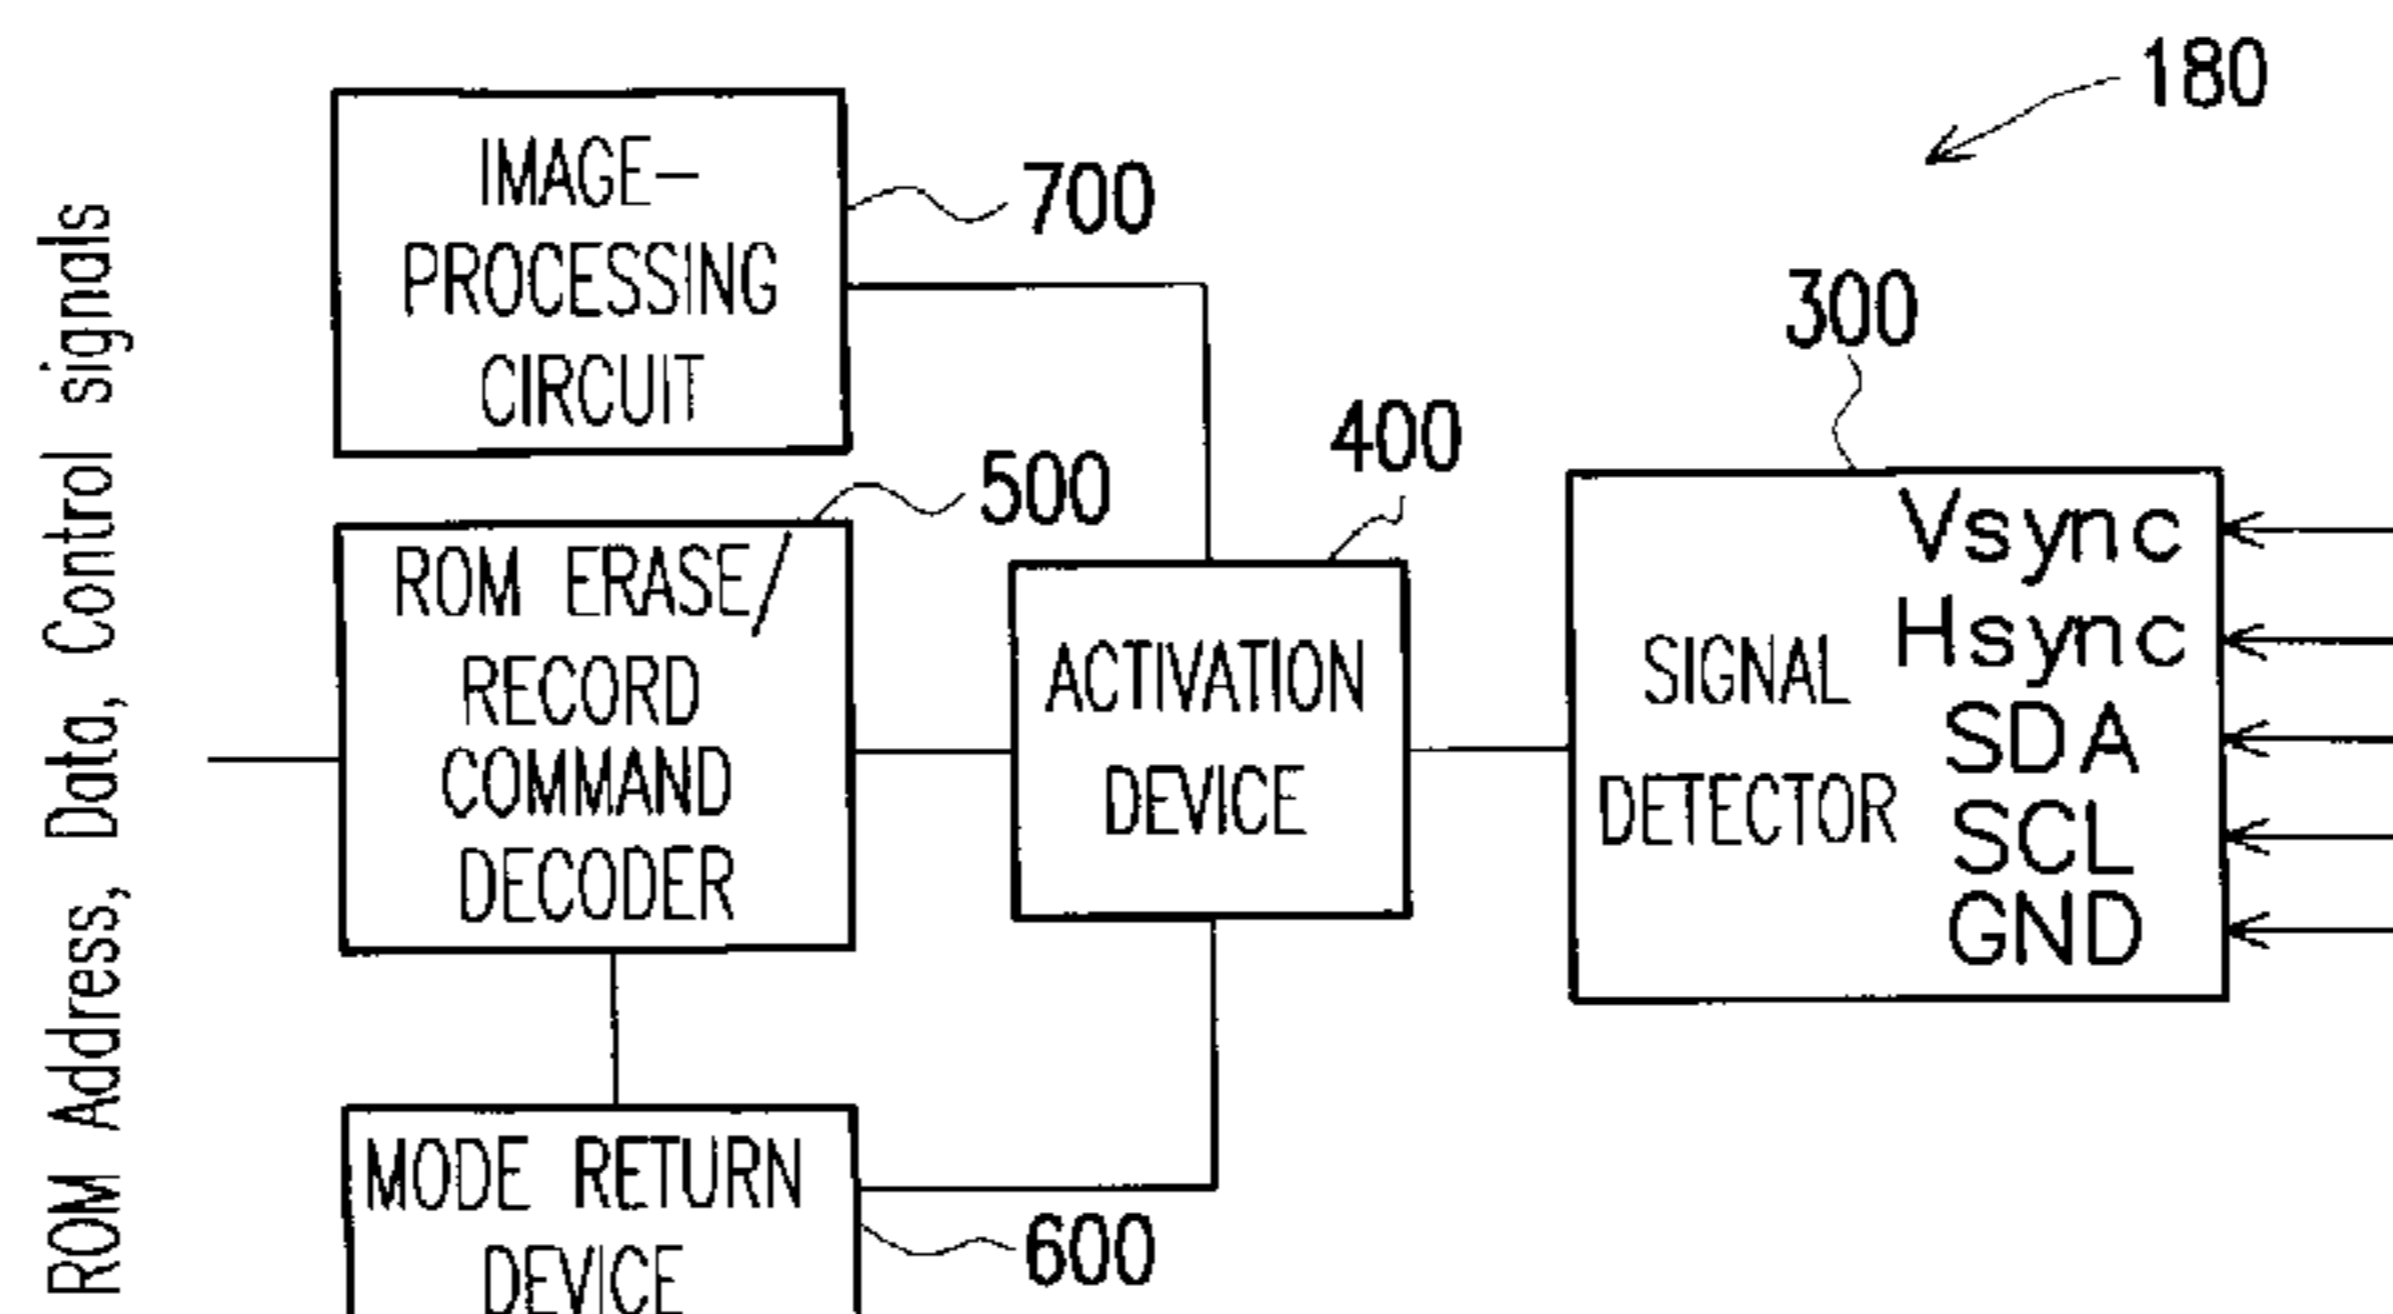 180
IMAGE-
PROCESSING
CIRCUIT
700
300
400
500
ROM ERASE/
RECORD
COMMAND
DECODER
ACTIVATION
DEVICE
SIGNAL
DETECTOR
Vsync
Hsync
SDA
SCL
GND
MODE RETURN
DEVICE
600
ROM Address, Data, Control signals